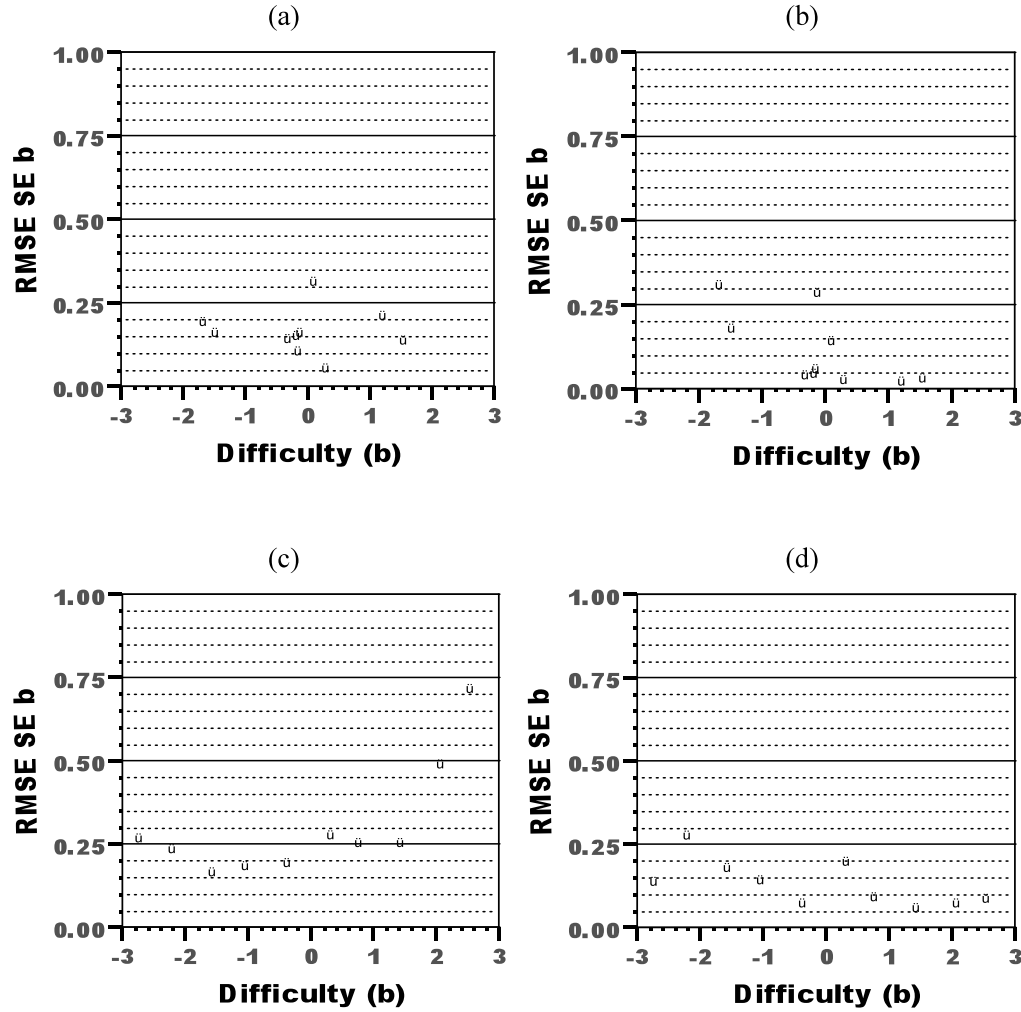 (a)
1.00
0.75
0.50
0.25
0.00
RMSE SE b
ü
ü
ü
ü
ü
ü
ü
ü
ü
ü
-3 -2 -1 0 1 2 3
Difficulty (b)
(b)
1.00
0.75
0.50
0.25
0.00
RMSE SE b
ü
ü
ü
ü
ü
ü
ü
ü
ü
ü
-3 -2 -1 0 1 2 3
Difficulty (b)
(c)
1.00
0.75
0.50
0.25
0.00
RMSE SE b
ü
ü
ü
ü
ü
ü
ü
ü
ü
ü
-3 -2 -1 0 1 2 3
Difficulty (b)
(d)
1.00
0.75
0.50
0.25
0.00
RMSE SE b
ü
ü
ü
ü
ü
ü
ü
ü
ü
ü
-3 -2 -1 0 1 2 3
Difficulty (b)